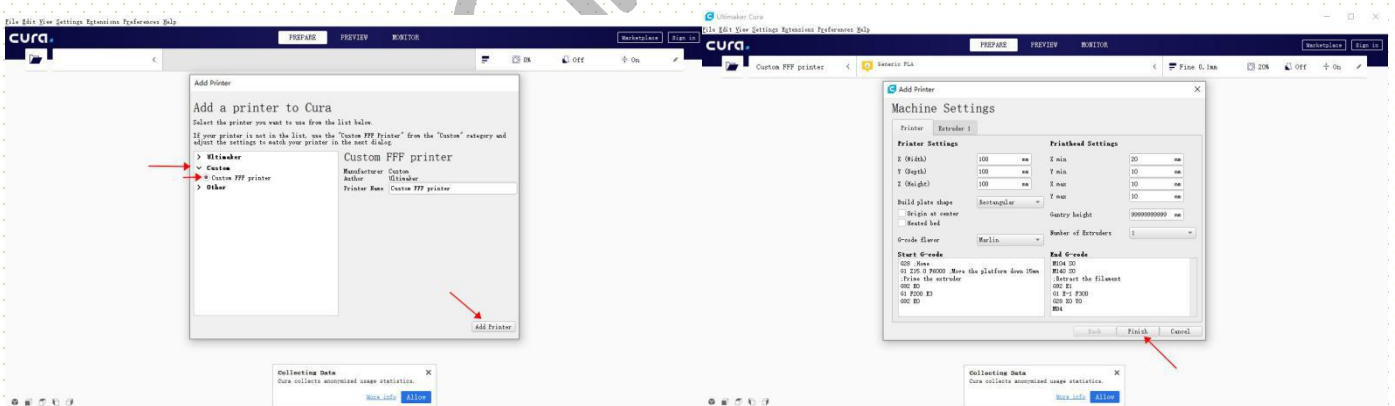 File Edit View Settings Extensions Preferences Help
cura.
PREPARE PREVIEW MONITOR
Marketplace Sign in
0% Off On
Add Printer
Add a printer to Cura
Select the printer you want to use from the list below.
If your printer is not in the list, use the "Custom FFF Printer" from the "Custom" category and
adjust the settings to match your printer in the next dialog.
Ultimaker
Custom
Custom FFF printer
Other
Custom FFF printer
Manufacturer Custom
Author Ultimaker
Printer Name Custom FFF printer
Add Printer
Collecting Data
Cura collects anonymized usage statistics.
More info Allow
Ultimaker Cura
File Edit View Settings Extensions Preferences Help
cura.
PREPARE PREVIEW MONITOR
Marketplace Sign in
Custom FFF printer Generic PLA Fine 0.1mm 20% Off On
Add Printer
Machine Settings
Printer Extruder 1
Printer Settings
X (Width) 100 mm
Y (Depth) 100 mm
Z (Height) 100 mm
Build plate shape Rectangular
Origin at center
Heated bed
G-code flavor Marlin
Printhead Settings
X min 20 mm
Y min 10 mm
X max 10 mm
Y max 10 mm
Gantry height 99999999999 mm
Number of Extruders 1
Start G-code
G28 ;Home
G1 Z15.0 F6000 ;Move the platform down 15mm
;Prime the extruder
G92 E0
G1 F200 E3
G92 E0
End G-code
M104 S0
M140 S0
;Retract the filament
G92 E1
G1 E-1 F300
G28 X0 Y0
M84
Back Finish Cancel
Collecting Data
Cura collects anonymized usage statistics.
More info Allow